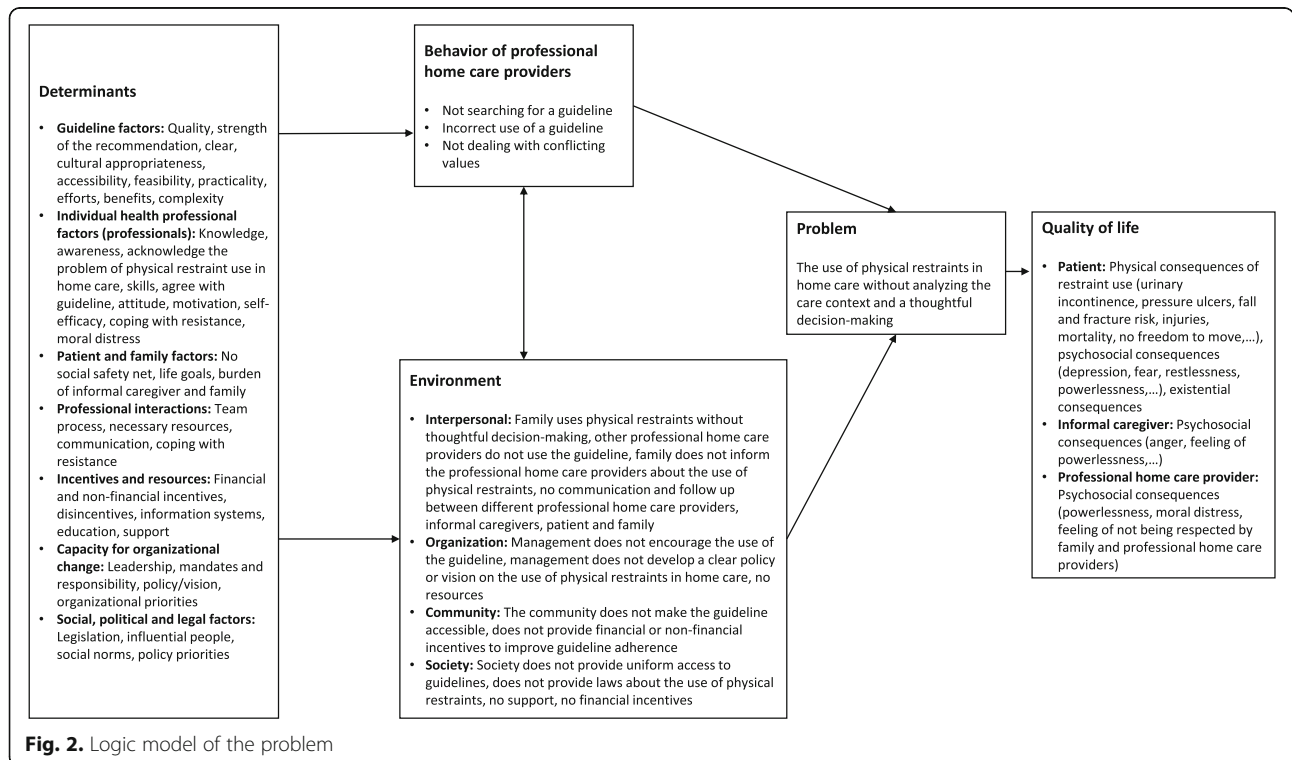 Determinants
• Guideline factors: Quality, strength
of the recommendation, clear,
cultural appropriateness,
accessibility, feasibility, practicality,
efforts, benefits, complexity
• Individual health professional
factors (professionals): Knowledge,
awareness, acknowledge the
problem of physical restraint use in
home care, skills, agree with
guideline, attitude, motivation, self-
efficacy, coping with resistance,
moral distress
• Patient and family factors: No
social safety net, life goals, burden
of informal caregiver and family
• Professional interactions: Team
process, necessary resources,
communication, coping with
resistance
• Incentives and resources: Financial
and non-financial incentives,
disincentives, information systems,
education, support
• Capacity for organizational
change: Leadership, mandates and
responsibility, policy/vision,
organizational priorities
• Social, political and legal factors:
Legislation, influential people,
social norms, policy priorities
Behavior of professional
home care providers
• Not searching for a guideline
• Incorrect use of a guideline
• Not dealing with conflicting
values
Environment
• Interpersonal: Family uses physical restraints without
thoughtful decision-making, other professional home care
providers do not use the guideline, family does not inform
the professional home care providers about the use of
physical restraints, no communication and follow up
between different professional home care providers,
informal caregivers, patient and family
• Organization: Management does not encourage the use of
the guideline, management does not develop a clear policy
or vision on the use of physical restraints in home care, no
resources
• Community: The community does not make the guideline
accessible, does not provide financial or non-financial
incentives to improve guideline adherence
• Society: Society does not provide uniform access to
guidelines, does not provide laws about the use of physical
restraints, no support, no financial incentives
Problem
The use of physical restraints in
home care without analyzing the
care context and a thoughtful
decision-making
Quality of life
• Patient: Physical consequences of
restraint use (urinary
incontinence, pressure ulcers, fall
and fracture risk, injuries,
mortality, no freedom to move,...),
psychosocial consequences
(depression, fear, restlessness,
powerlessness,...), existential
consequences
• Informal caregiver: Psychosocial
consequences (anger, feeling of
powerlessness,...)
• Professional home care provider:
Psychosocial consequences
(powerlessness, moral distress,
feeling of not being respected by
family and professional home care
providers)
Fig. 2. Logic model of the problem